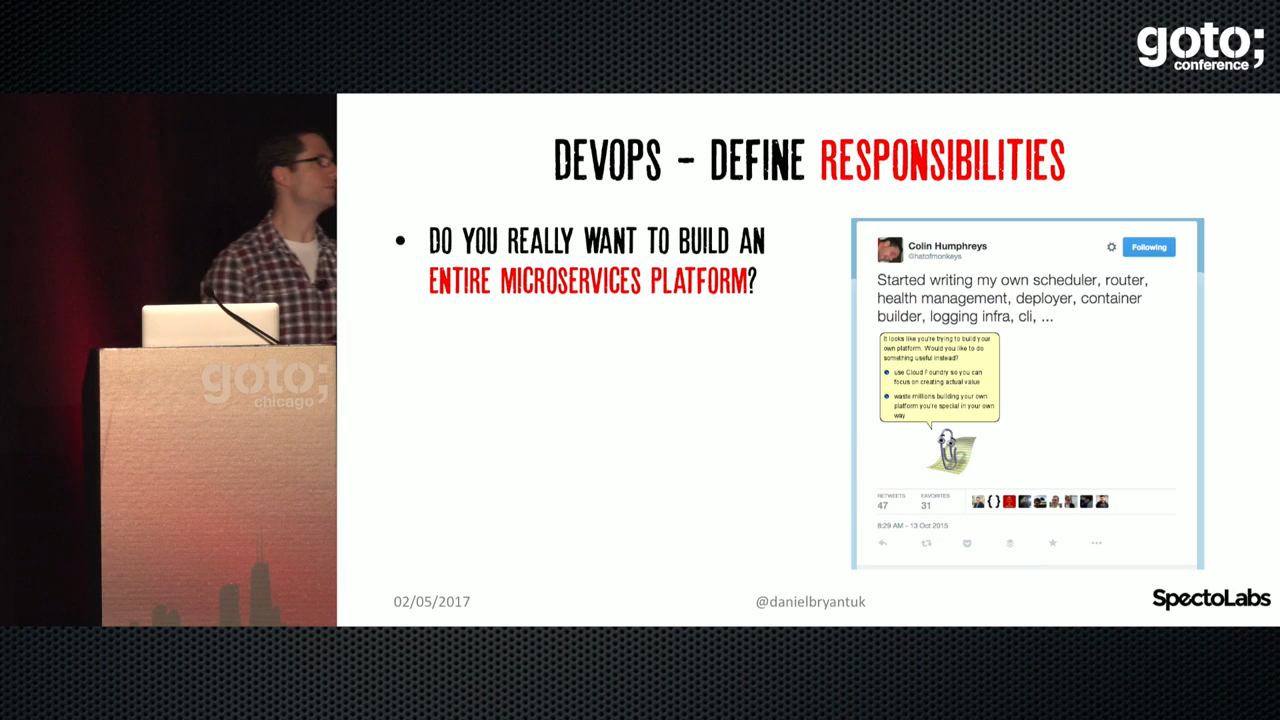 goto;
conference
DEVOPS – DEFINE RESPONSIBILITIES
• DO YOU REALLY WANT TO BUILD AN
ENTIRE MICROSERVICES PLATFORM?
Colin Humphreys
@hatofmonkeys
Following
Started writing my own scheduler, router,
health management, deployer, container
builder, logging infra, cli, ...
It looks like you're trying to build your
own platform. Would you like to do
something useful instead?
use Cloud Foundry so you can
focus on creating actual value
waste millions building your own
platform you're special in your own
way
RETWEETS
47
FAVORITES
31
8:29 AM - 13 Oct 2015
goto;
chicago
02/05/2017
@danielbryantuk
SpectoLabs